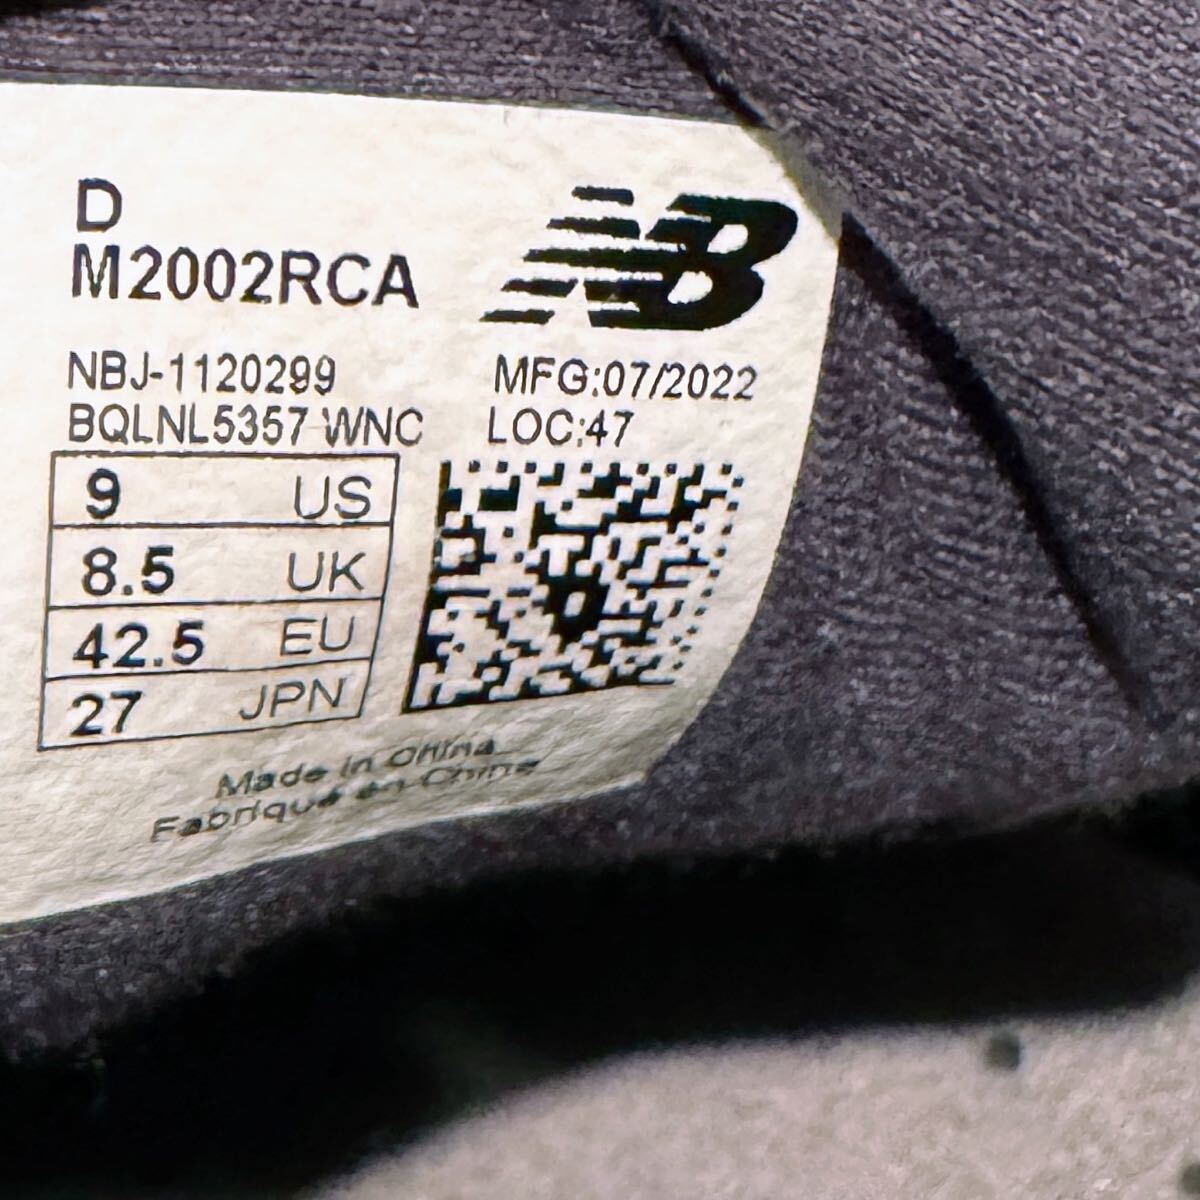 D
M2002RCA
NB
NBJ-1120299
BQLNL5357 WNC
MFG:07/2022
LOC:47
9 US
8.5 UK
42.5 EU
27 JPN
Made in China
Fabriqué en Chine